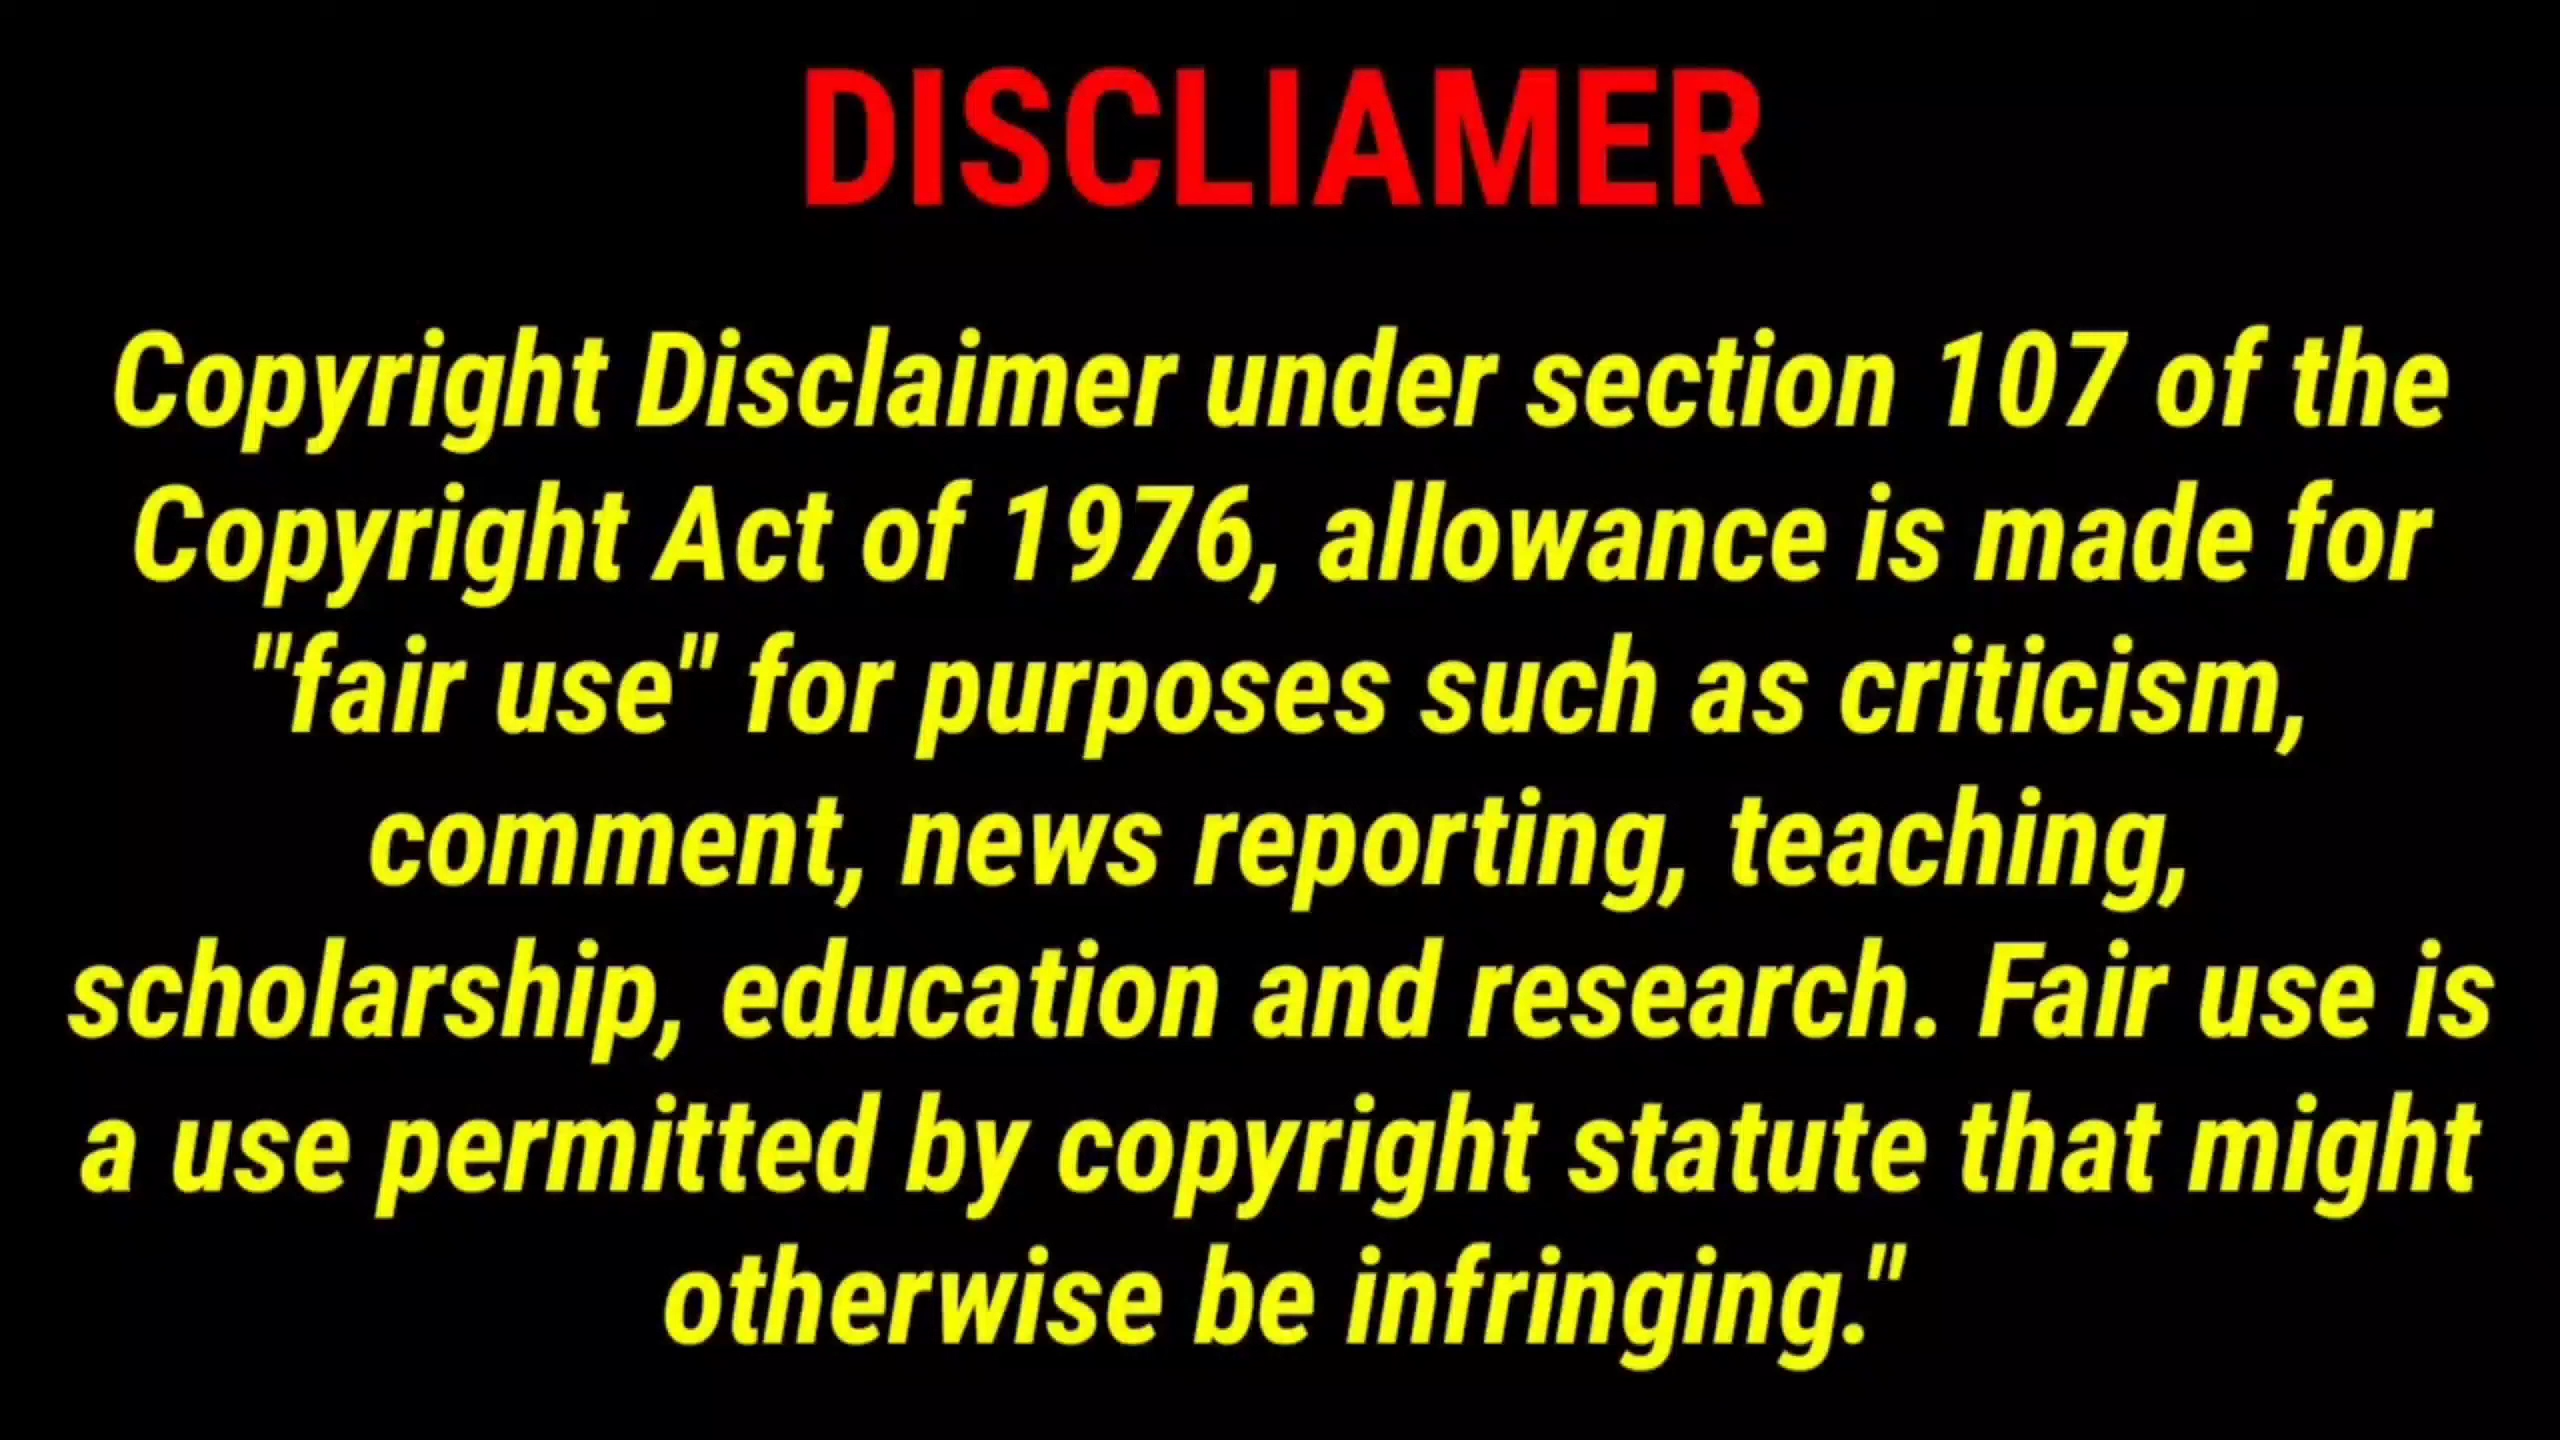 DISCLIAMER
Copyright Disclaimer under section 107 of the
Copyright Act of 1976, allowance is made for
"fair use" for purposes such as criticism,
comment, news reporting, teaching,
scholarship, education and research. Fair use is
a use permitted by copyright statute that might
otherwise be infringing."